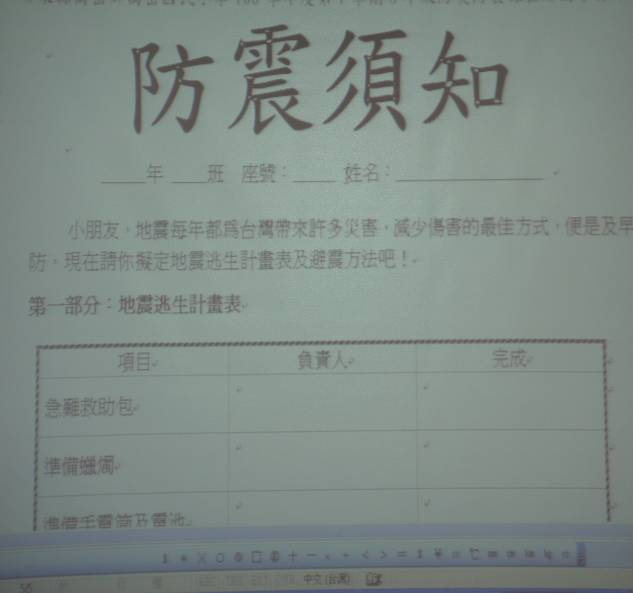 防震須知
_____年 _____班 座號：_____ 姓名：____________________
小朋友，地震每年都為台灣帶來許多災害，減少傷害的最佳方式，便是及早
防，現在請你擬定地震逃生計畫表及避震方法吧！
第一部分：地震逃生計畫表
項目 負責人 完成
急難救助包
準備蠟燭
準備手電筒及電池
中文 (台灣)